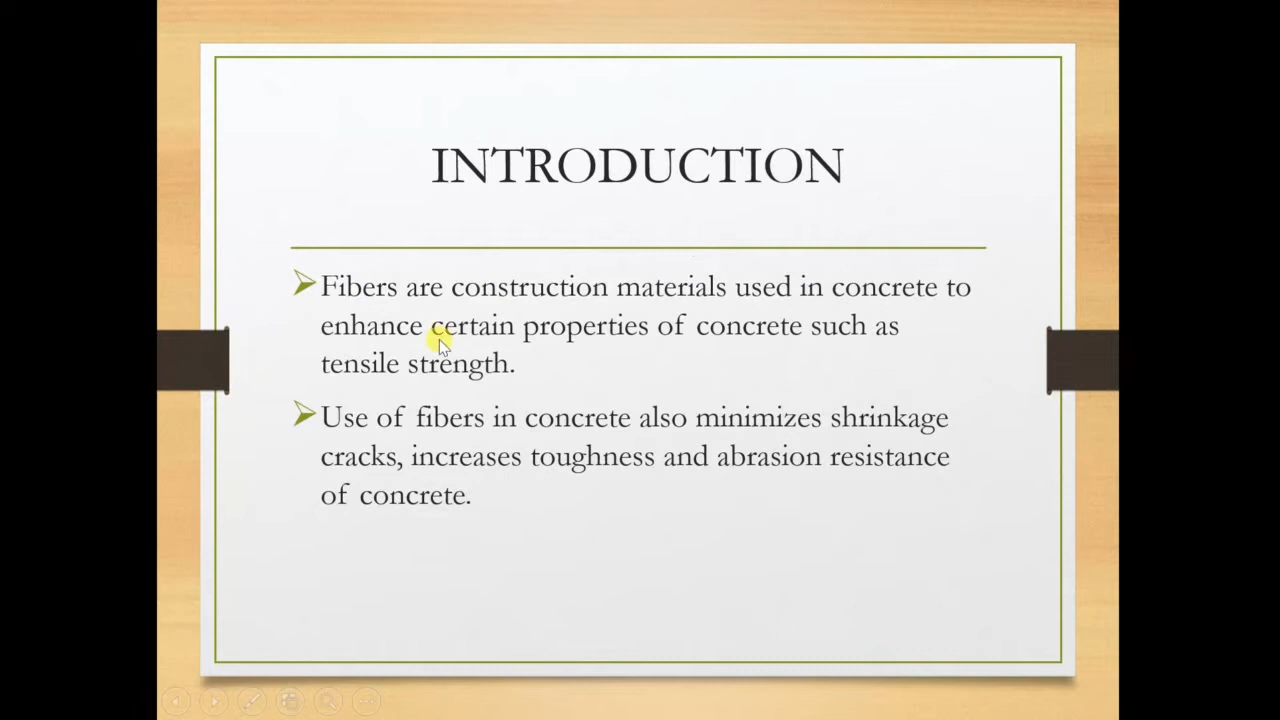 INTRODUCTION
Fibers are construction materials used in concrete to
enhance certain properties of concrete such as
tensile strength.
Use of fibers in concrete also minimizes shrinkage
cracks, increases toughness and abrasion resistance
of concrete.